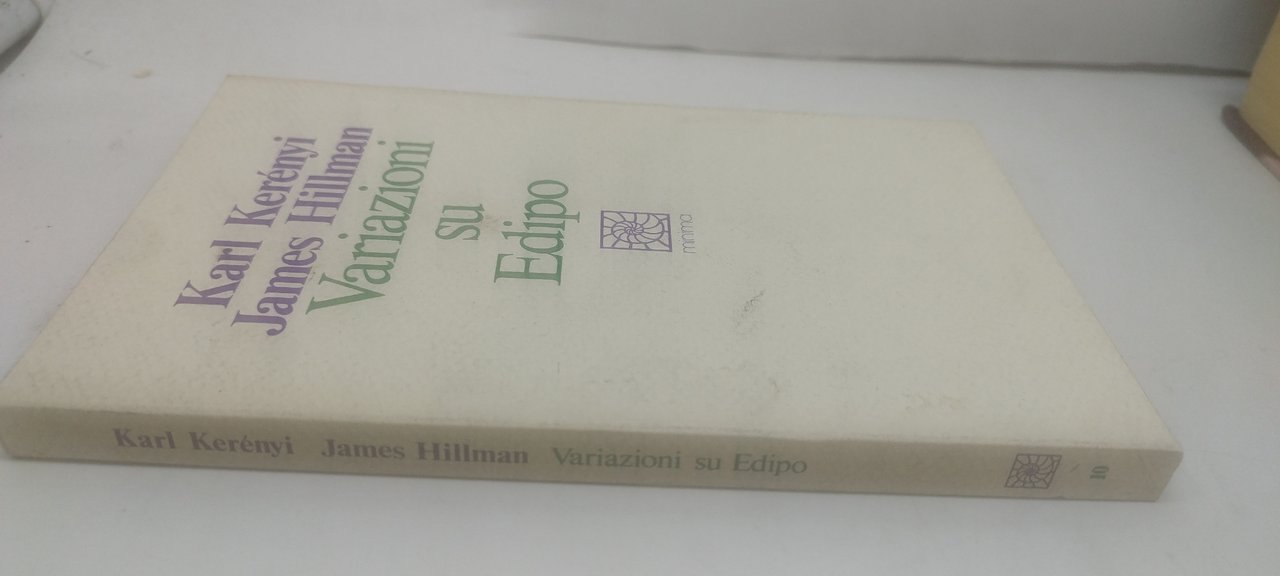 Karl Kerényi
James Hillman
Variazioni
su
Edipo
minima
Karl Kerényi James Hillman Variazioni su Edipo 10